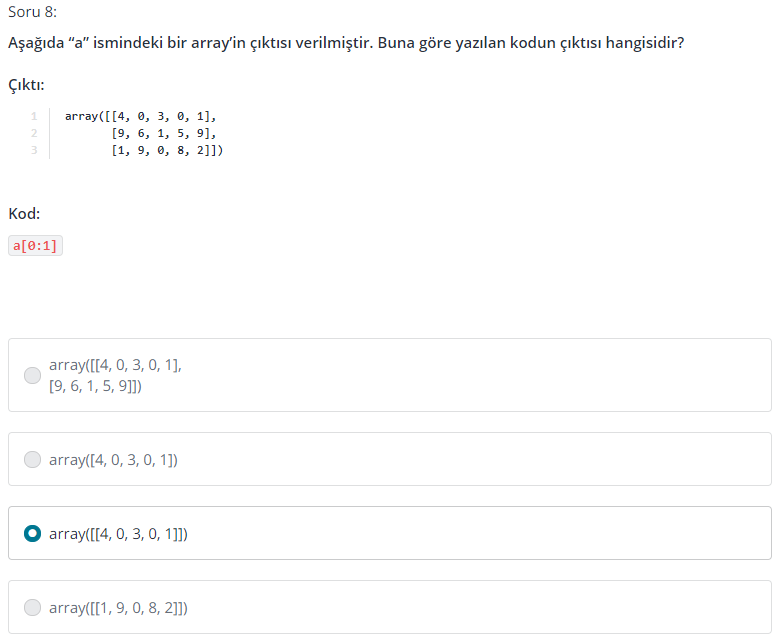 Soru 8:
Aşağıda “a” ismindeki bir array’in çıktısı verilmiştir. Buna göre yazılan kodun çıktısı hangisidir?
Çıktı:
1 array([[4, 0, 3, 0, 1],
2 [9, 6, 1, 5, 9],
3 [1, 9, 0, 8, 2]])
Kod:
a[0:1]
array([[4, 0, 3, 0, 1],
[9, 6, 1, 5, 9]])
array([4, 0, 3, 0, 1])
array([[4, 0, 3, 0, 1]])
array([[1, 9, 0, 8, 2]])